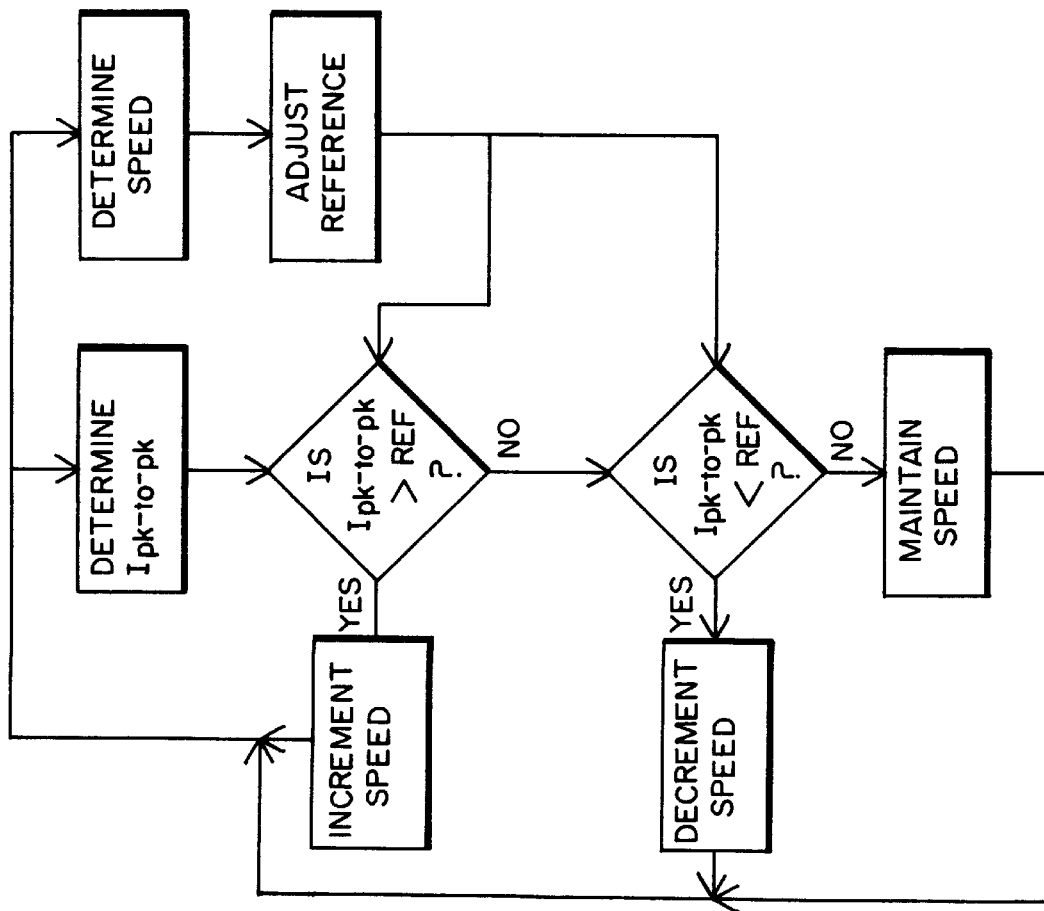 DETERMINE
SPEED
ADJUST
REFERENCE
DETERMINE
Ipk-to-pk
IS
Ipk-to-pk
> REF
?
YES
NO
INCREMENT
SPEED
IS
Ipk-to-pk
< REF
?
YES
NO
DECREMENT
SPEED
MAINTAIN
SPEED